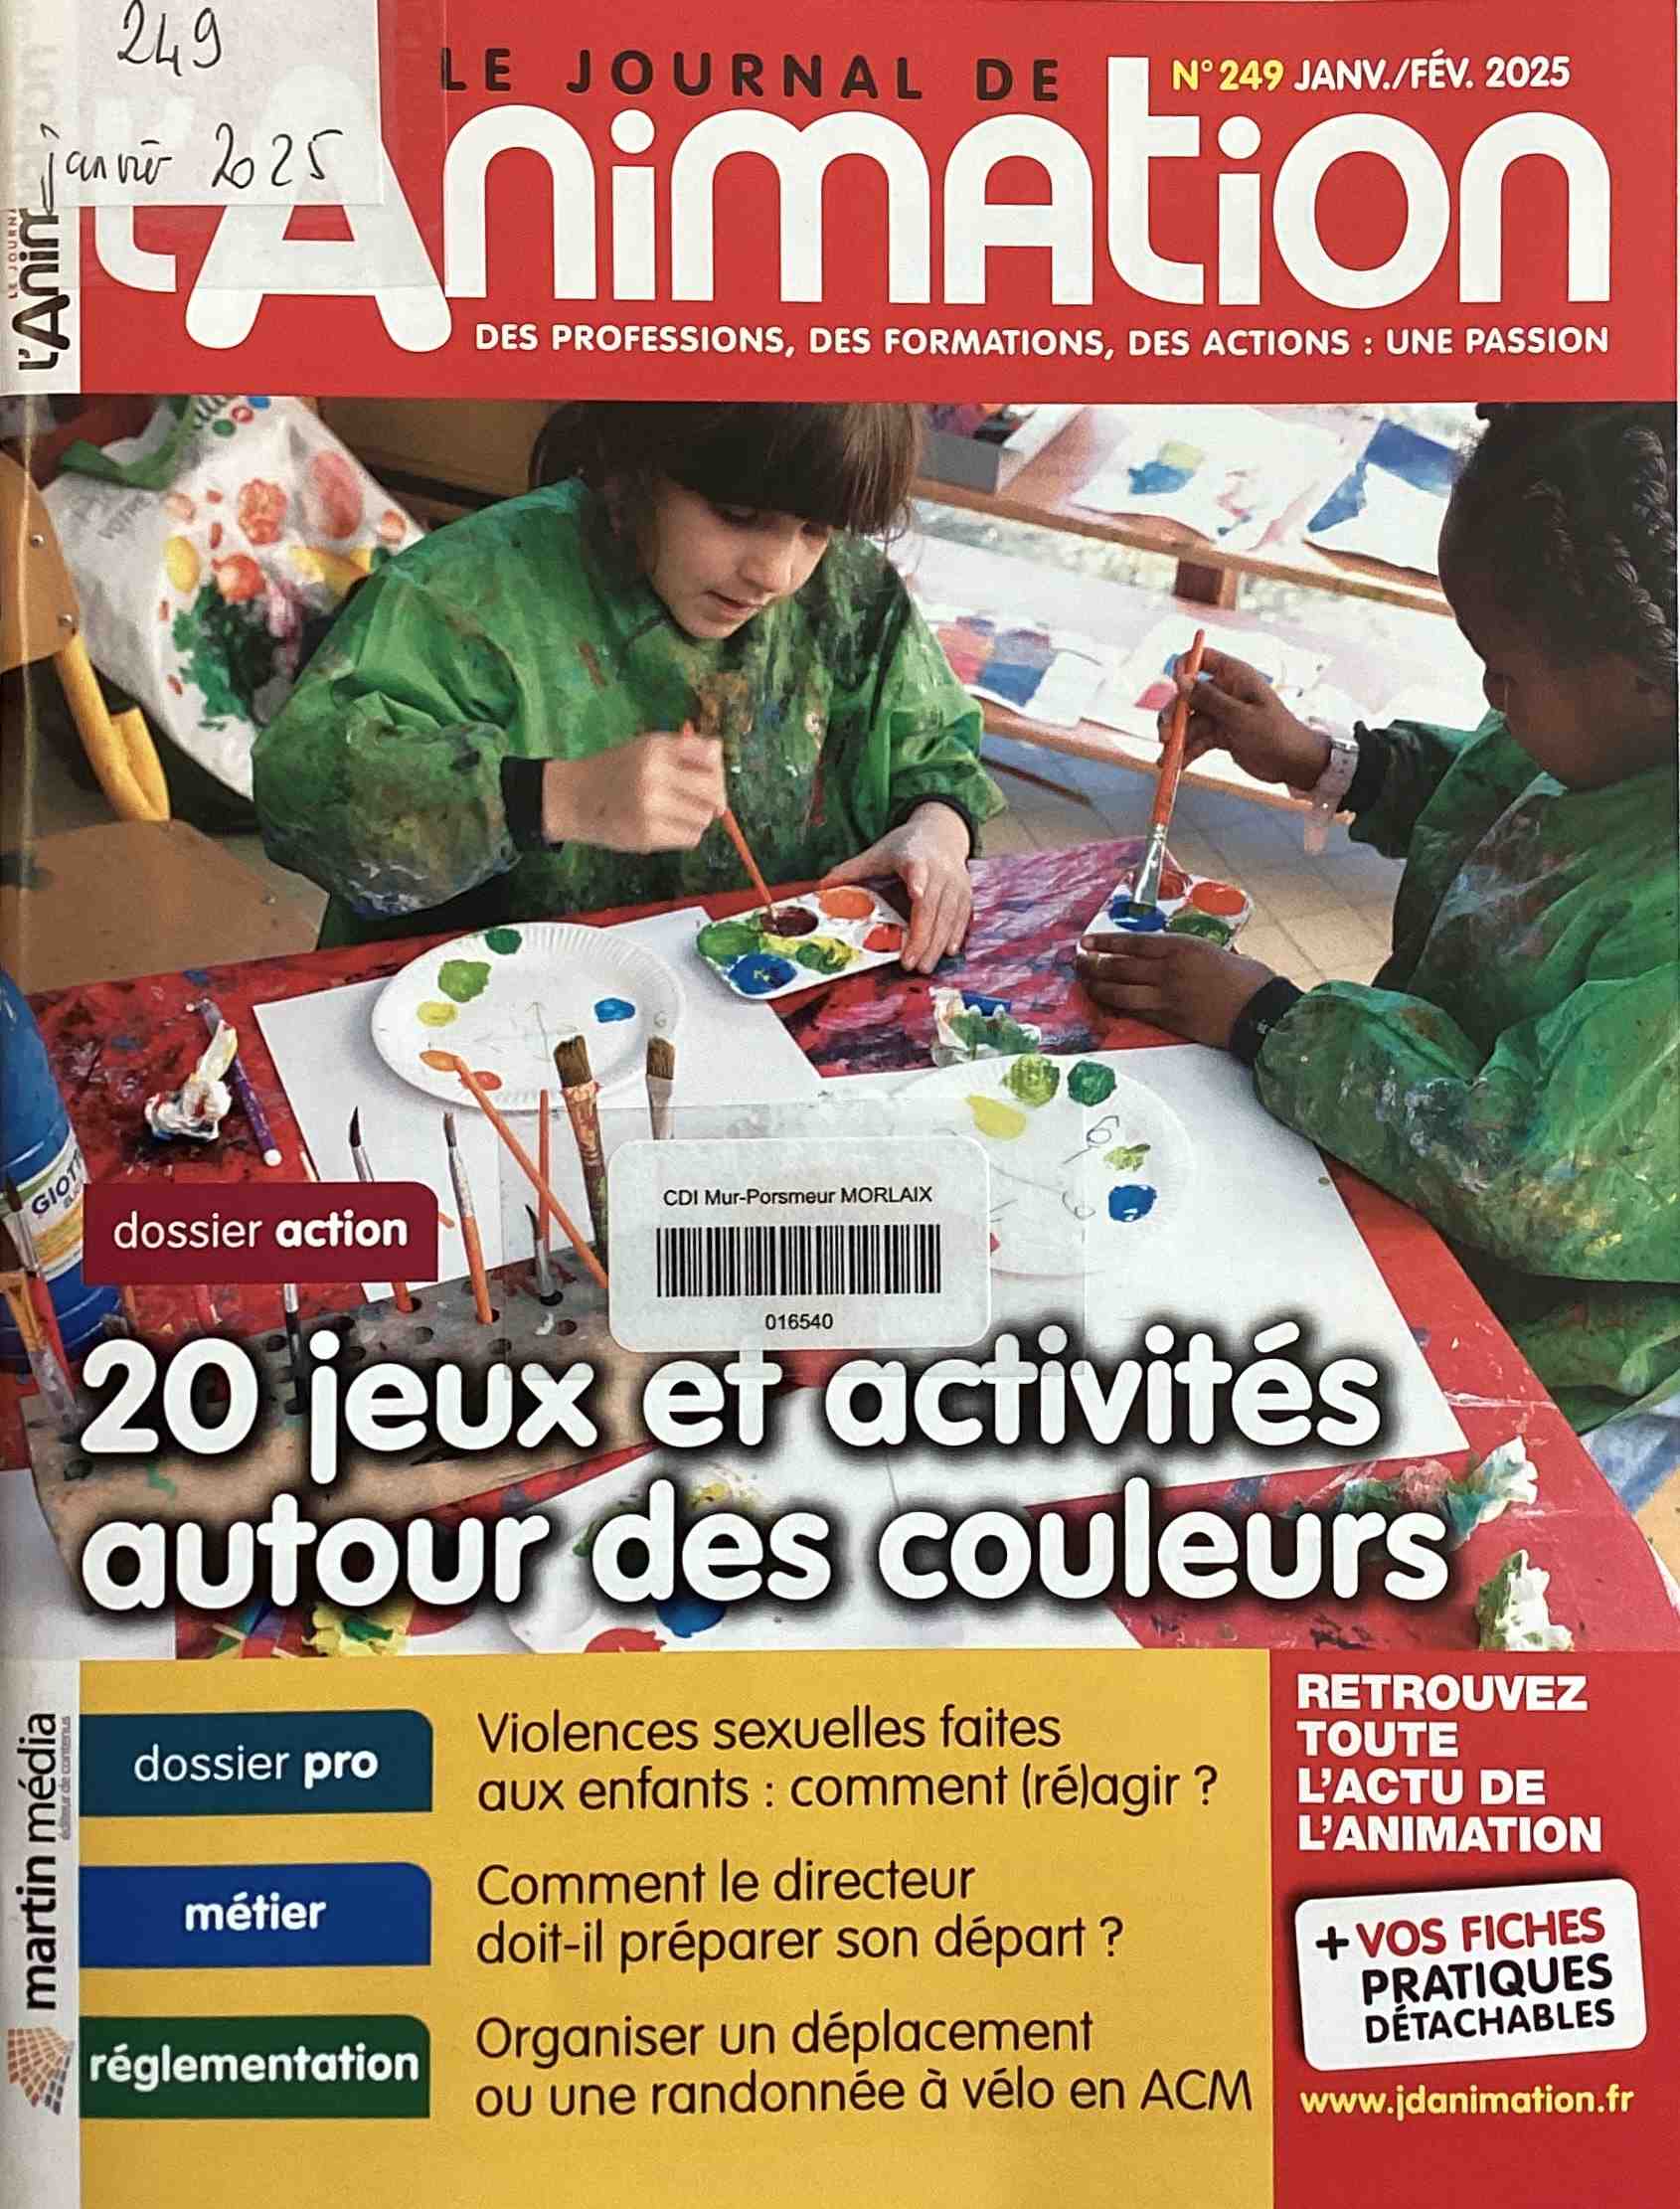 249
janvier 2025
LE JOURNAL DE
N° 249 JANV./FÉV. 2025
L'Animation
DES PROFESSIONS, DES FORMATIONS, DES ACTIONS : UNE PASSION
GIOT
dossier action
CDI Mur-Porsmeur MORLAIX
016540
20 jeux et activités
autour des couleurs
dossier pro
Violences sexuelles faites
aux enfants : comment (ré)agir ?
métier
Comment le directeur
doit-il préparer son départ ?
réglementation
Organiser un déplacement
ou une randonnée à vélo en ACM
RETROUVEZ
TOUTE
L'ACTU DE
L'ANIMATION
+ VOS FICHES
PRATIQUES
DÉTACHABLES
www.jdanimation.fr
martin média
éditeur de contenus
LE JOURNA
L'Anim